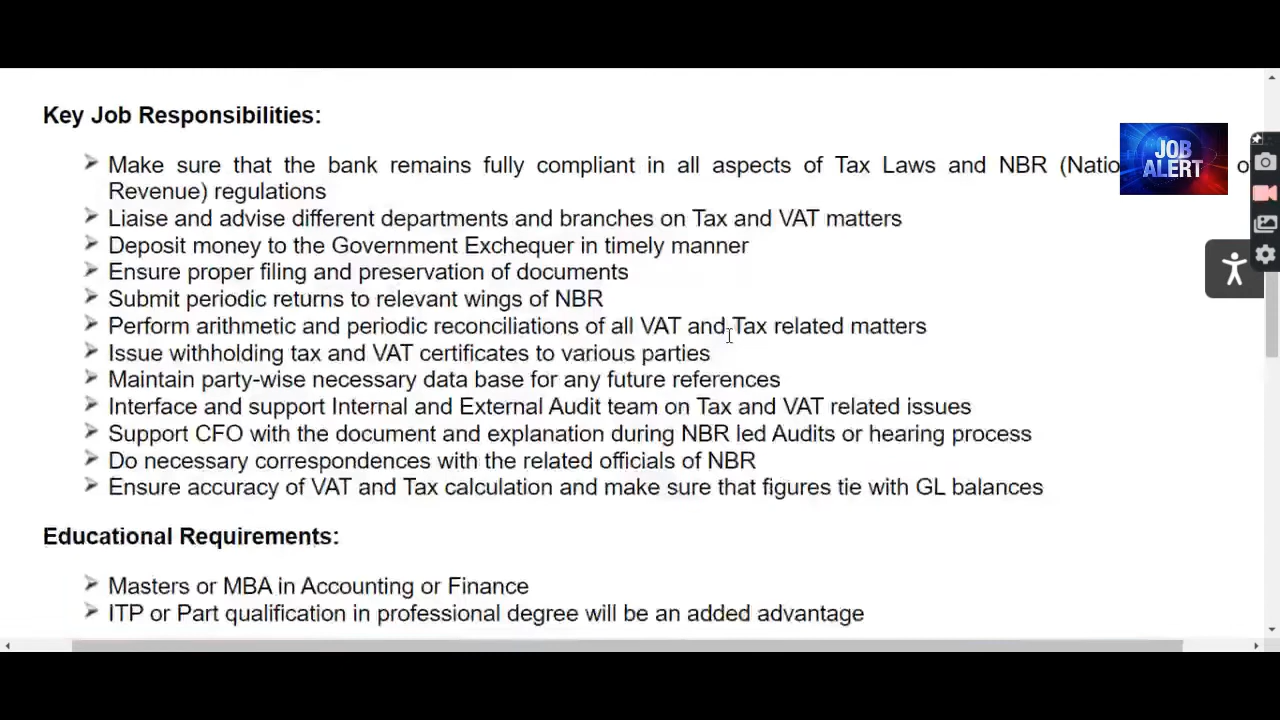 Key Job Responsibilities:
Make sure that the bank remains fully compliant in all aspects of Tax Laws and NBR
Revenue) regulations
Liaise and advise different departments and branches on Tax and VAT matters
Deposit money to the Government Exchequer in timely manner
Ensure proper filing and preservation of documents
Submit periodic returns to relevant wings of NBR
Perform arithmetic and periodic reconciliations of all VAT and Tax related matters
Issue withholding tax and VAT certificates to various parties
Maintain party-wise necessary data base for any future references
Interface and support Internal and External Audit team on Tax and VAT related issues
Support CFO with the document and explanation during NBR led Audits or hearing process
Do necessary correspondences with the related officials of NBR
Ensure accuracy of VAT and Tax calculation and make sure that figures tie with GL balances
Educational Requirements:
Masters or MBA in Accounting or Finance
ITP or Part qualification in professional degree will be an added advantage
JOB
ALERT